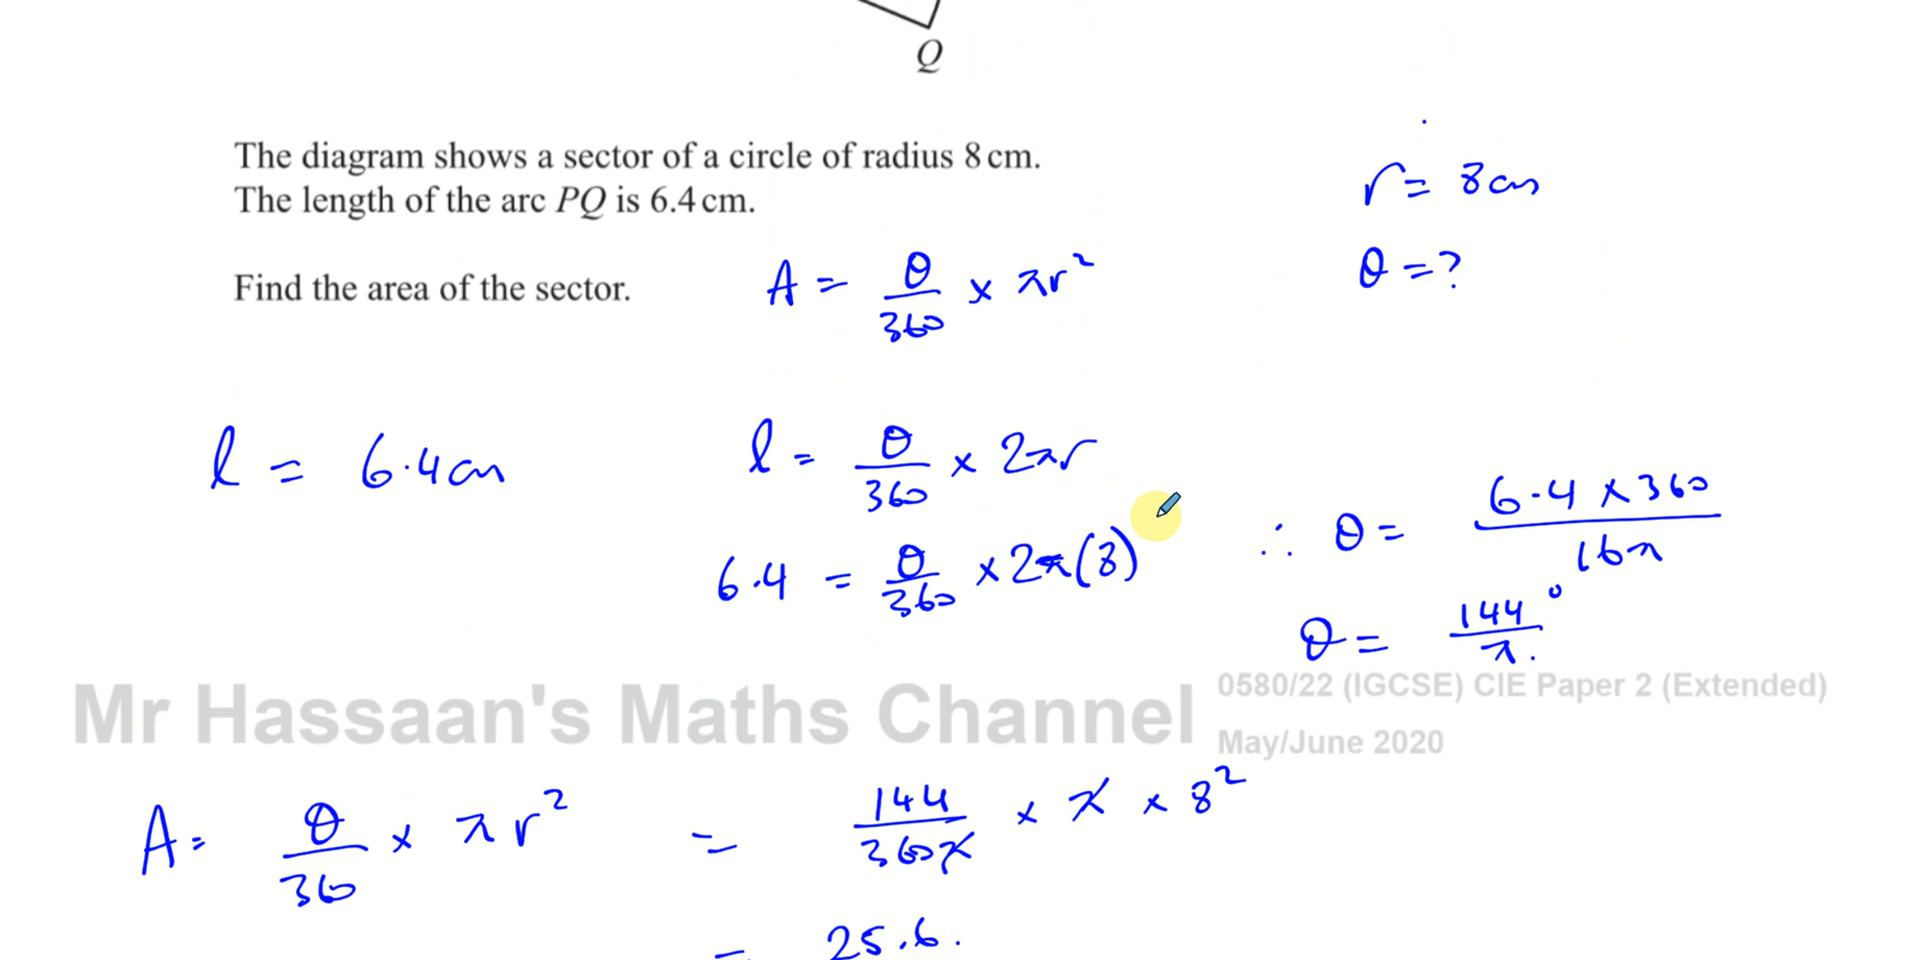 Q
The diagram shows a sector of a circle of radius 8 cm.
The length of the arc PQ is 6.4 cm.
r = 8cm
θ = ?
Find the area of the sector.
A = θ/360 × πr²
l = 6.4cm
l = θ/360 × 2πr
6.4 = θ/360 × 2π(8)
∴ θ = 6.4 × 360/16π
θ = 144/π °
Mr Hassaan's Maths Channel
0580/22 (IGCSE) CIE Paper 2 (Extended)
May/June 2020
A = θ/360 × πr² = 144/360π × π × 8²
= 25.6.